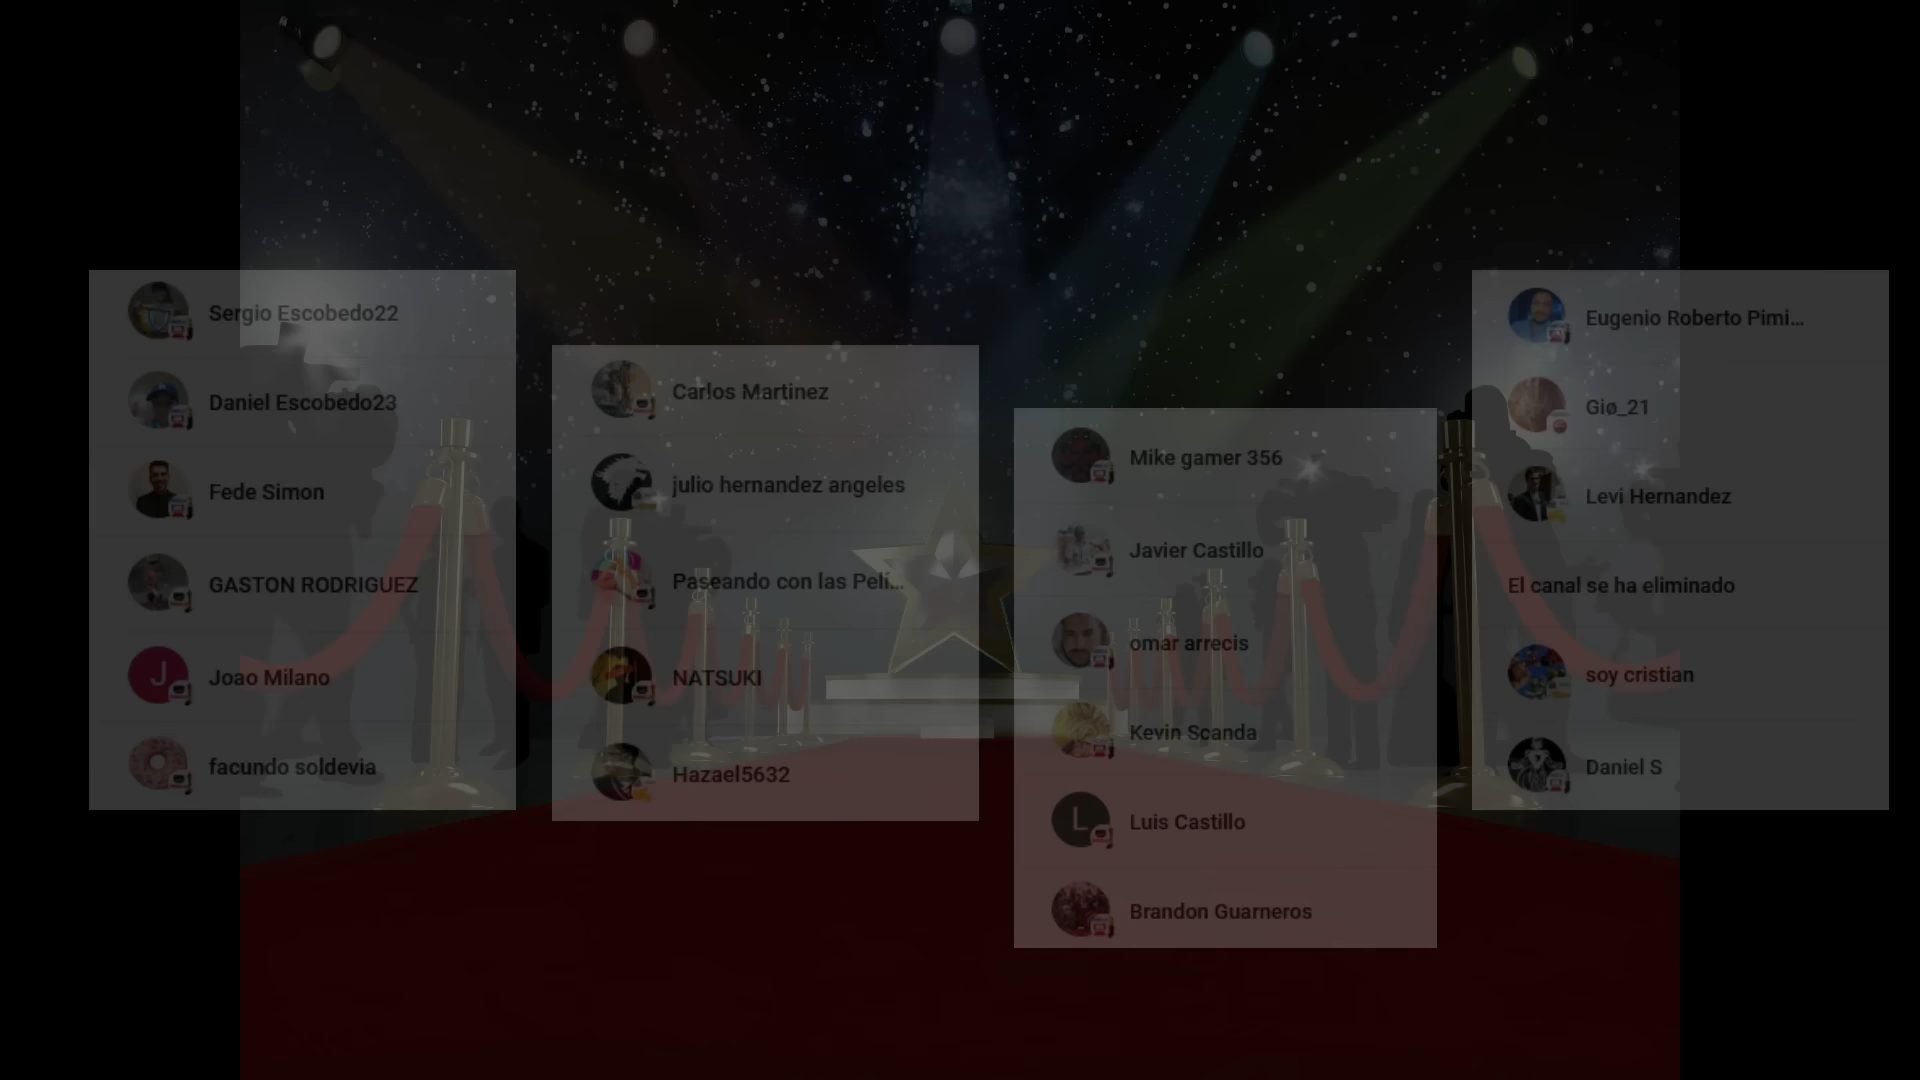 Sergio Escobedo22
Daniel Escobedo23
Fede Simon
GASTON RODRIGUEZ
J
Joao Milano
facundo soldevia
Carlos Martinez
julio hernandez angeles
Paseando con las Pelí...
NATSUKI
Hazael5632
Mike gamer 356
Javier Castillo
omar arrecis
Kevin Scanda
L
Luis Castillo
Brandon Guarneros
Eugenio Roberto Pimi...
Giø_21
Levi Hernandez
El canal se ha eliminado
soy cristian
Daniel S